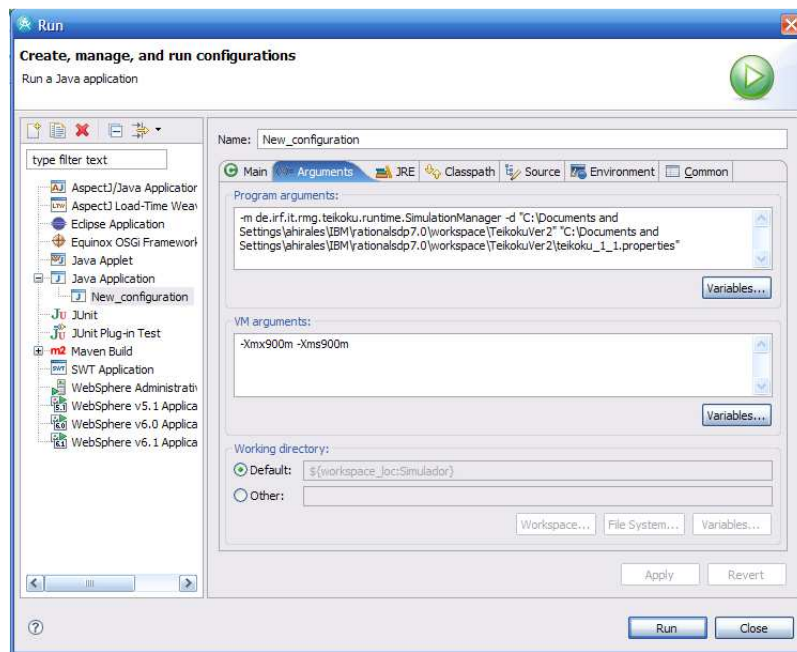 Run
Create, manage, and run configurations
Run a Java application
type filter text
AspectJ/Java Application
AspectJ Load-Time Weav
Eclipse Application
Equinox OSGi Framework
Java Applet
Java Application
New_configuration
Ju JUnit
Jü JUnit Plug-in Test
m2 Maven Build
SWT Application
WebSphere Administrativ
WebSphere v5.1 Applica
WebSphere v6.0 Applica
WebSphere v6.1 Applica
Name: New_configuration
Main Arguments JRE Classpath Source Environment Common
Program arguments:
-m de.irf.it.rmg.teikoku.runtime.SimulationManager -d "C:\Documents and
Settings\ahirales\IBM\rationalsdp7.0\workspace\TeikokuVer2" "C:\Documents and
Settings\ahirales\IBM\rationalsdp7.0\workspace\TeikokuVer2\teikoku_1_1.properties"
Variables...
VM arguments:
-Xmx900m -Xms900m
Variables...
Working directory:
Default: ${workspace_loc:Simulador}
Other:
Workspace... File System... Variables...
Apply Revert
Run Close